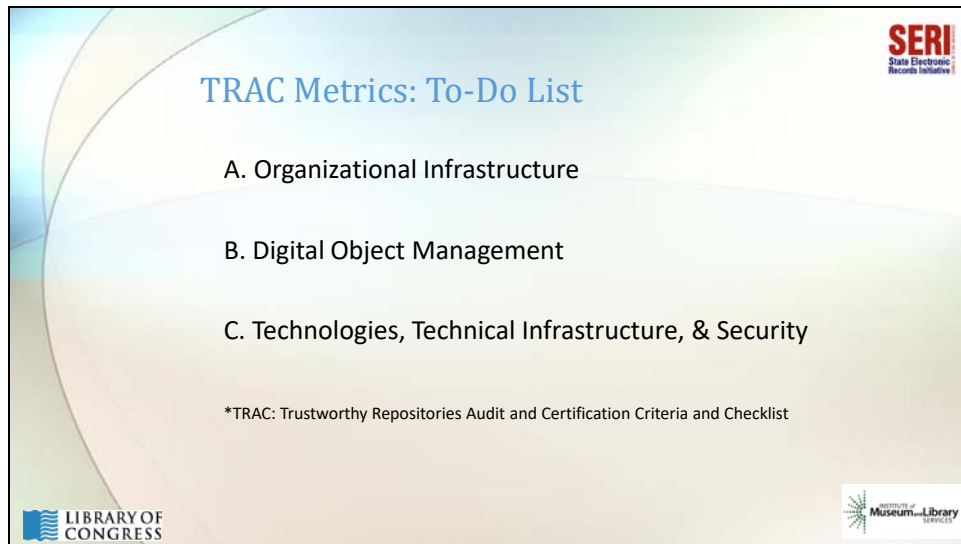 SERI
State Electronic
Records Initiative
TRAC Metrics: To-Do List
A. Organizational Infrastructure
B. Digital Object Management
C. Technologies, Technical Infrastructure, & Security
*TRAC: Trustworthy Repositories Audit and Certification Criteria and Checklist
LIBRARY OF
CONGRESS
INSTITUTE of
Museum and Library
SERVICES